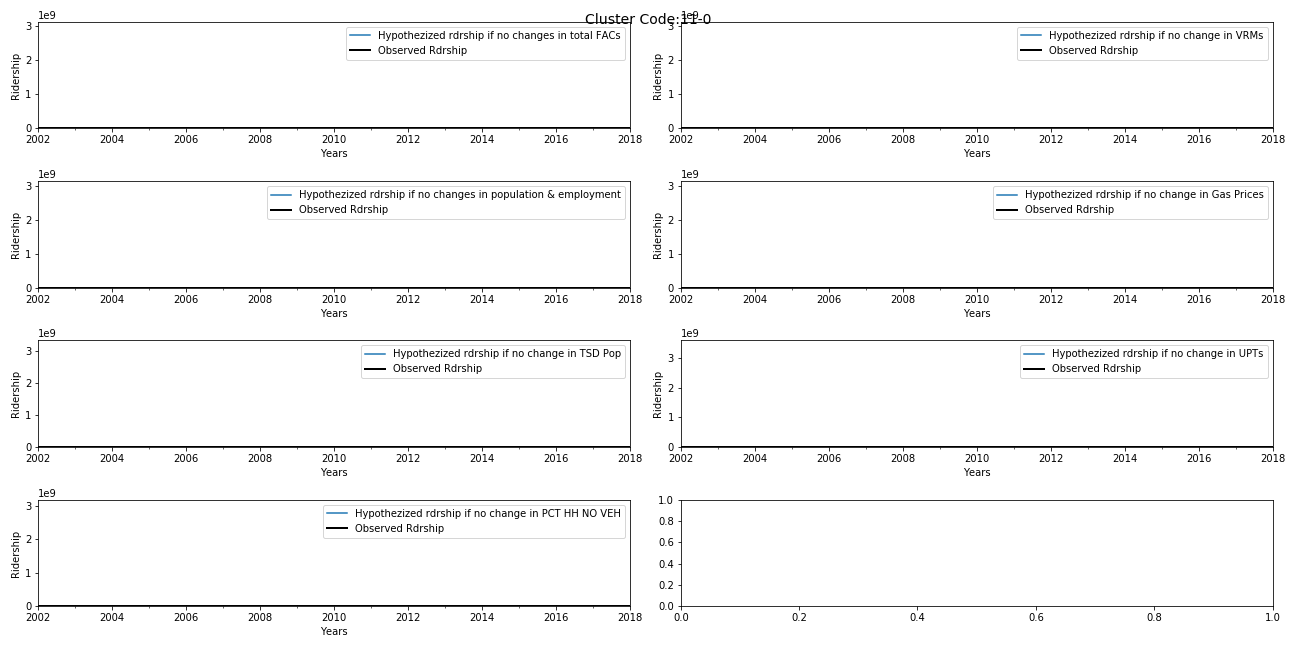 Cluster Code:11-0
1e9
Hypothezized rdrship if no changes in total FACs
Observed Rdrship
Ridership
3
2
1
0
2002 2004 2006 2008 2010 2012 2014 2016 2018
Years
1e9
Hypothezized rdrship if no change in VRMs
Observed Rdrship
Ridership
3
2
1
0
2002 2004 2006 2008 2010 2012 2014 2016 2018
Years
1e9
Hypothezized rdrship if no changes in population & employment
Observed Rdrship
Ridership
3
2
1
0
2002 2004 2006 2008 2010 2012 2014 2016 2018
Years
1e9
Hypothezized rdrship if no change in Gas Prices
Observed Rdrship
Ridership
3
2
1
0
2002 2004 2006 2008 2010 2012 2014 2016 2018
Years
1e9
Hypothezized rdrship if no change in TSD Pop
Observed Rdrship
Ridership
3
2
1
0
2002 2004 2006 2008 2010 2012 2014 2016 2018
Years
1e9
Hypothezized rdrship if no change in UPTs
Observed Rdrship
Ridership
3
2
1
0
2002 2004 2006 2008 2010 2012 2014 2016 2018
Years
1e9
Hypothezized rdrship if no change in PCT HH NO VEH
Observed Rdrship
Ridership
3
2
1
0
2002 2004 2006 2008 2010 2012 2014 2016 2018
Years
1.0
0.8
0.6
0.4
0.2
0.0
0.0 0.2 0.4 0.6 0.8 1.0